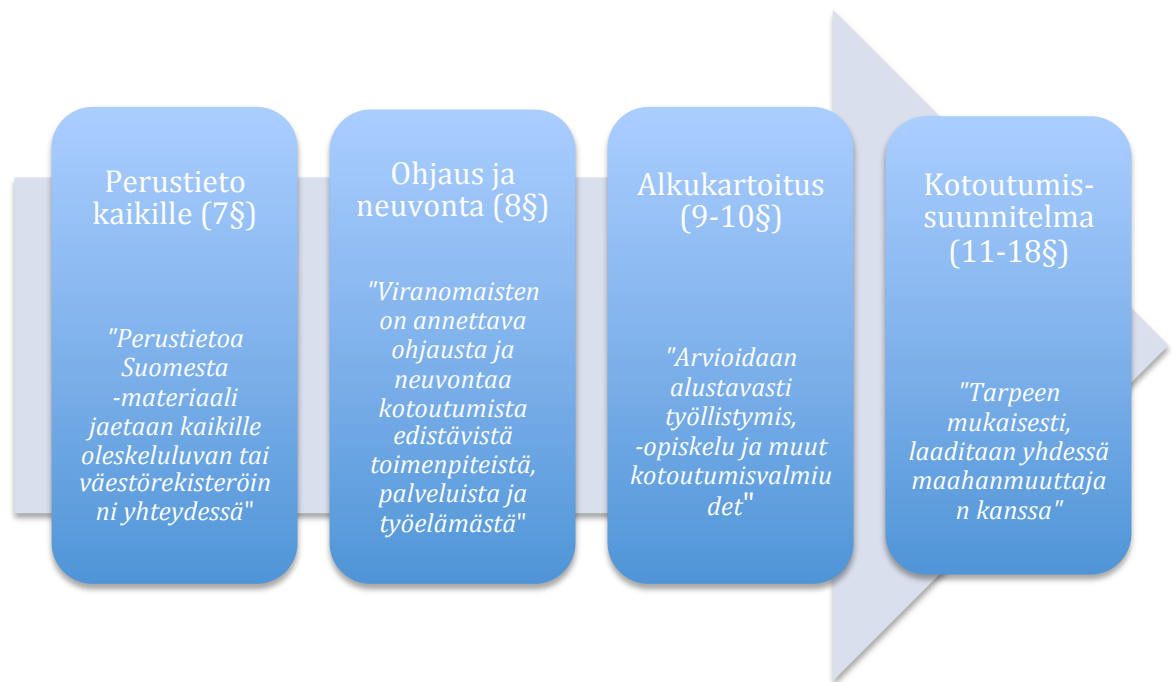 Perustieto
kaikille (7§)
"Perustietoa
Suomesta
-materiaali
jaetaan kaikille
oleskeluluvan tai
väestörekisteröin
ni yhteydessä"
Ohjaus ja
neuvonta (8§)
"Viranomaisten
on annettava
ohjausta ja
neuvontaa
kotoutumista
edistävistä
toimenpiteistä,
palveluista ja
työelämästä"
Alkukartoitus
(9-10§)
"Arvioidaan
alustavasti
työllistymis,
-opiskelu ja muut
kotoutumisvalmiu
det"
Kotoutumis-
suunnitelma
(11-18§)
"Tarpeen
mukaisesti,
laaditaan yhdessä
maahanmuuttaja
n kanssa"